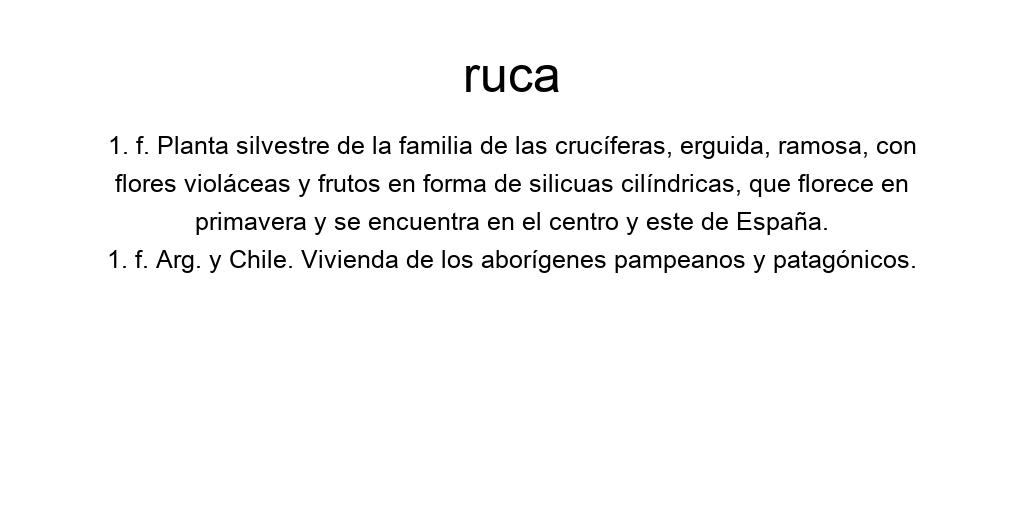 ruca
1. f. Planta silvestre de la familia de las crucíferas, erguida, ramosa, con
flores violáceas y frutos en forma de silicuas cilíndricas, que florece en
primavera y se encuentra en el centro y este de España.
1. f. Arg. y Chile. Vivienda de los aborígenes pampeanos y patagónicos.